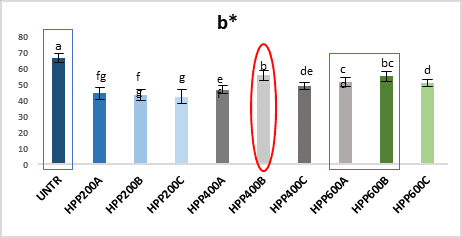 b*
80
70
60
50
40
30
20
10
0
a
fg
f
g
g
e
f
b
de
c
d
bc
d
UNTR
HPP200A
HPP200B
HPP200C
HPP400A
HPP400B
HPP400C
HPP600A
HPP600B
HPP600C